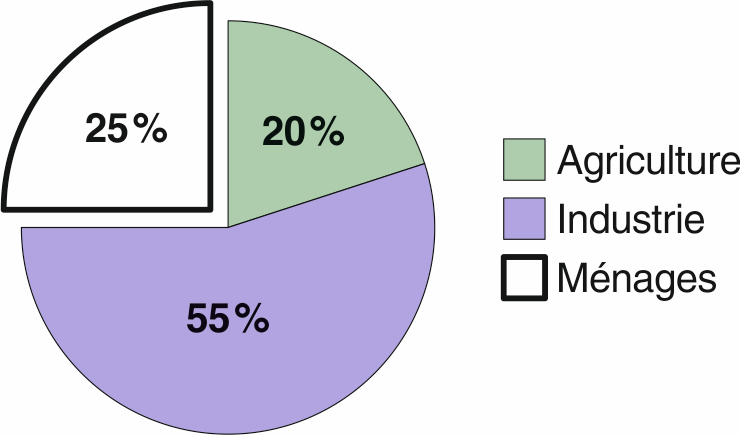 25 %
20 %
55 %
Agriculture
Industrie
Ménages